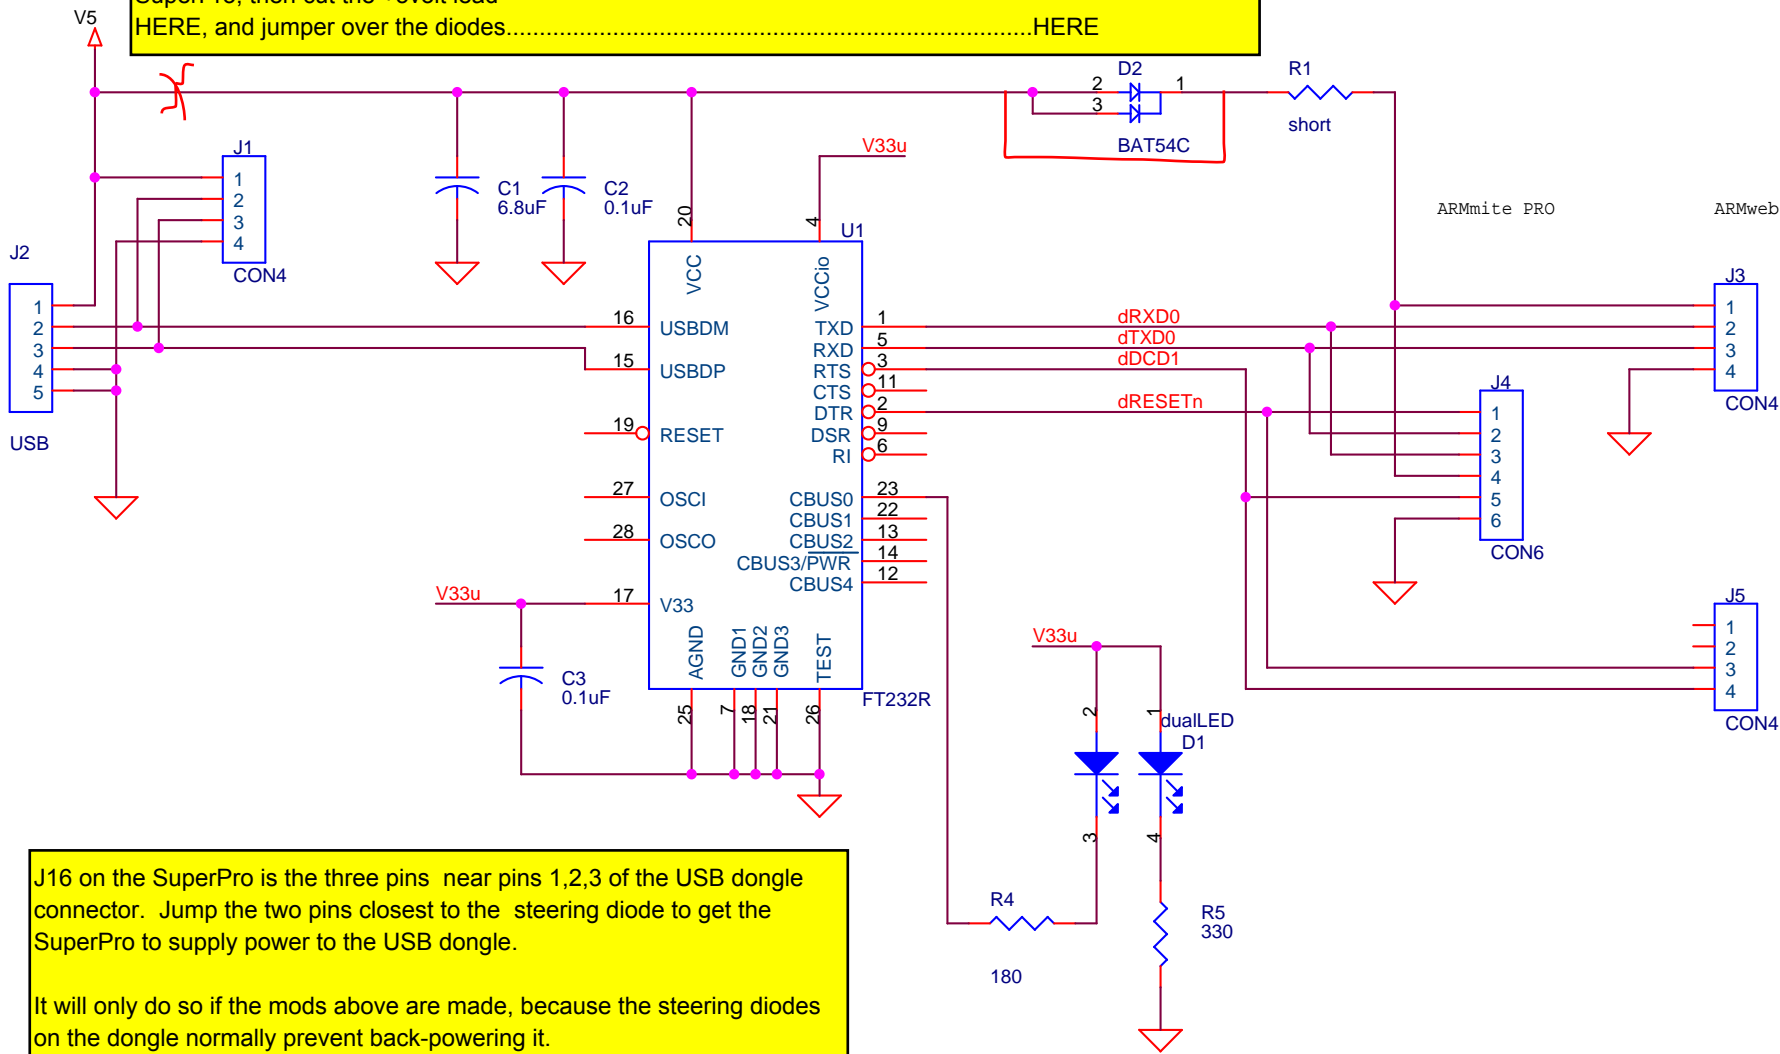 HERE, and jumper over the diodes........................................................................HERE
V5
D2
R1
2
1
3
short
BAT54C
V33u
J1
1
2
3
4
CON4
C1
6.8uF
C2
0.1uF
20
4
ARMmite PRO
ARMweb
J2
1
2
3
4
5
USB
U1
VCC
VCCio
16
USBDM
15
USBDP
19
RESET
27
OSCI
28
OSCO
17
V33
V33u
TXD
1
RXD
5
RTS
3
CTS
11
DTR
2
DSR
9
RI
6
CBUS0
23
CBUS1
22
CBUS2
13
CBUS3/PWR
14
CBUS4
12
AGND
GND1
GND2
GND3
TEST
25
7
18
21
26
FT232R
C3
0.1uF
dRXD0
dTXD0
dDCD1
dRESETn
J3
1
2
3
4
CON4
J4
1
2
3
4
5
6
CON6
J5
1
2
3
4
CON4
V33u
2
1
dualLED
D1
3
4
R4
180
R5
330
J16 on the SuperPro is the three pins  near pins 1,2,3 of the USB dongle
connector.  Jump the two pins closest to the  steering diode to get the
SuperPro to supply power to the USB dongle.
It will only do so if the mods above are made, because the steering diodes
on the dongle normally prevent back-powering it.